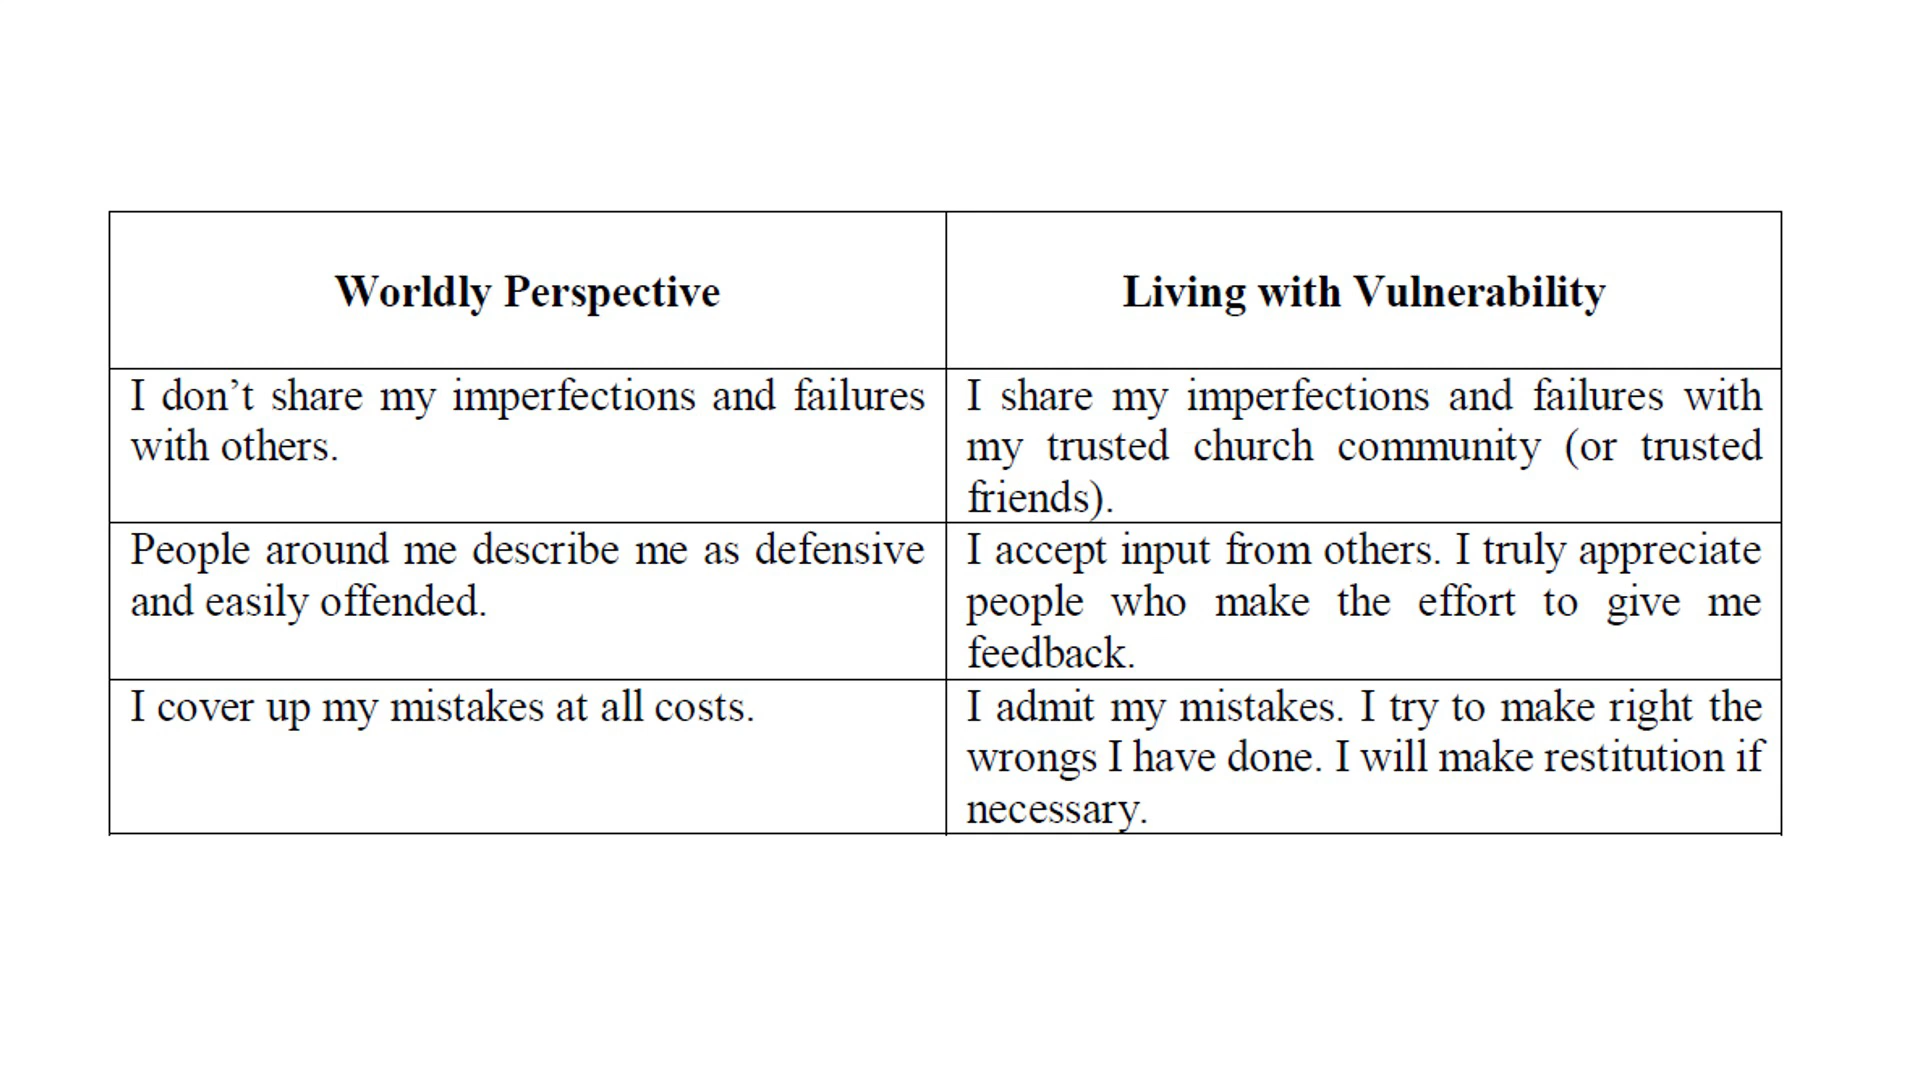 Worldly Perspective
Living with Vulnerability
I don’t share my imperfections and failures
with others.
I share my imperfections and failures with
my trusted church community (or trusted
friends).
People around me describe me as defensive
and easily offended.
I accept input from others. I truly appreciate
people who make the effort to give me
feedback.
I cover up my mistakes at all costs.
I admit my mistakes. I try to make right the
wrongs I have done. I will make restitution if
necessary.